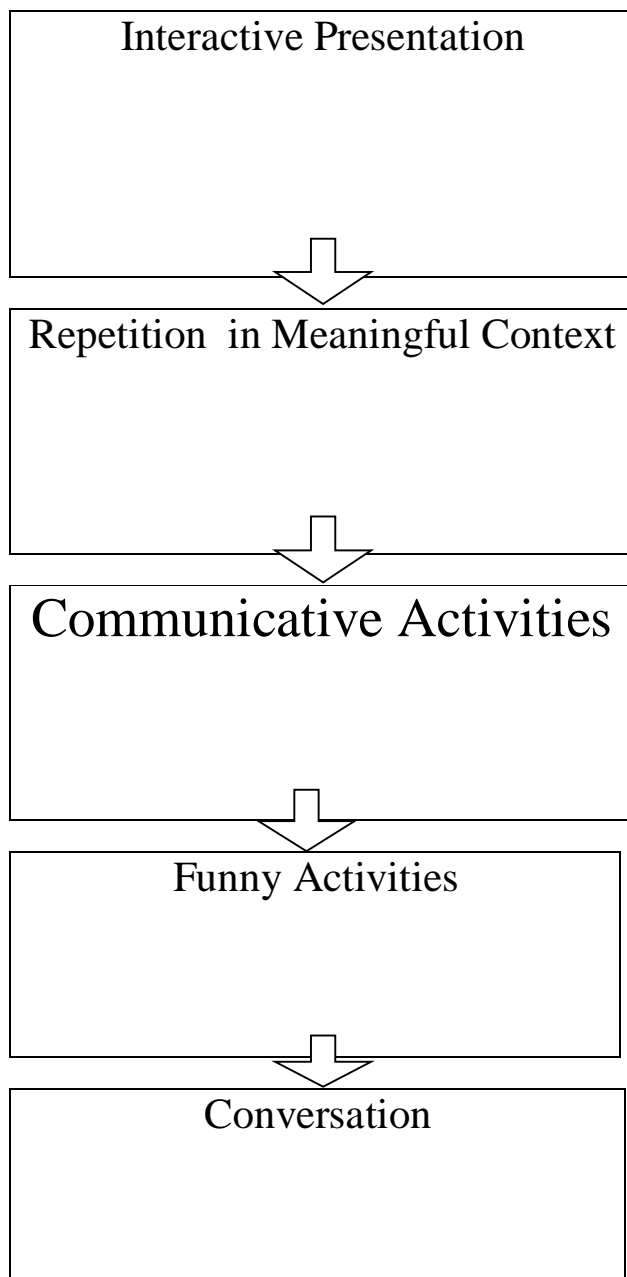 Interactive Presentation
Repetition in Meaningful Context
Communicative Activities
Funny Activities
Conversation